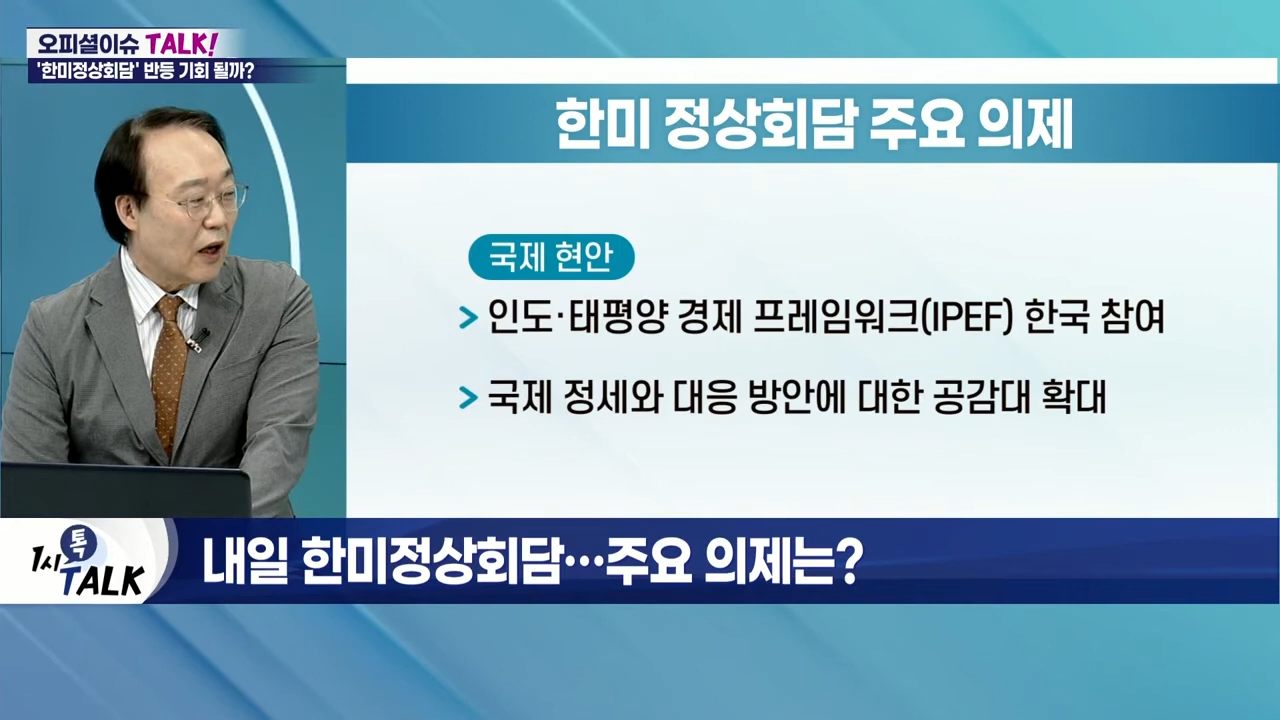 오피셜이슈 TALK!
'한미정상회담' 반등 기회 될까?
한미 정상회담 주요 의제
국제 현안
> 인도·태평양 경제 프레임워크(IPEF) 한국 참여
> 국제 정세와 대응 방안에 대한 공감대 확대
1시 톡 TALK
내일 한미정상회담…주요 의제는?